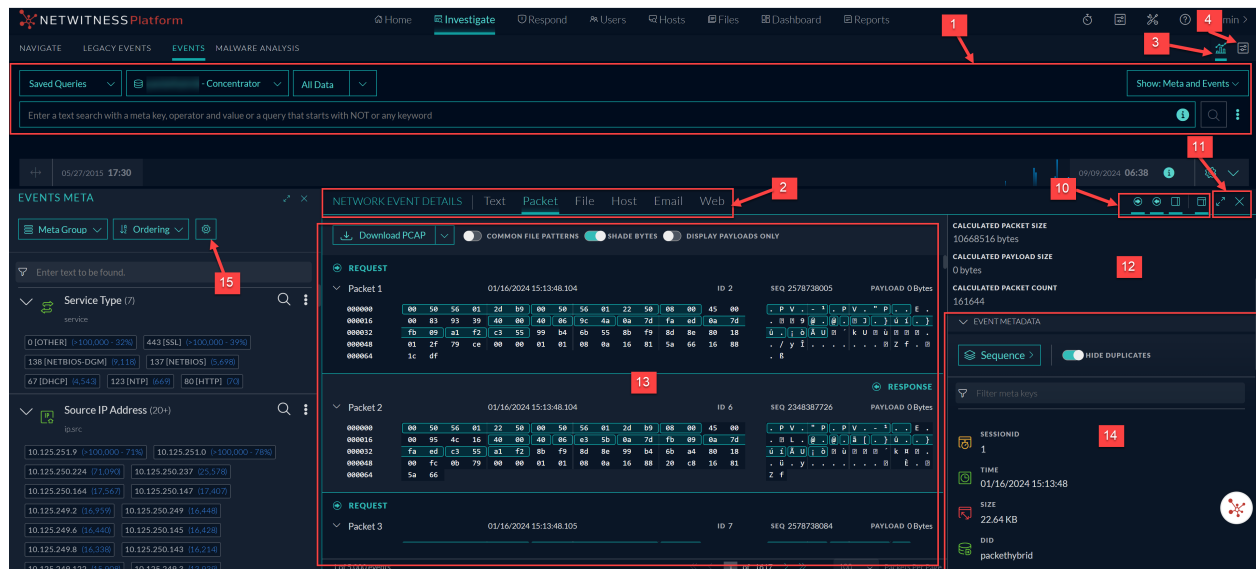 NETWITNESS Platform
Home Investigate Respond Users Hosts Files Dashboard Reports
1
4
NAVIGATE LEGACY EVENTS EVENTS MALWARE ANALYSIS
3
Saved Queries - Concentrator All Data Show: Meta and Events
Enter a text search with a meta key, operator and value or a query that starts with NOT or any keyword
11
05/27/2015 17:30 09/09/2024 06:38
EVENTS META
2
10
NETWORK EVENT DETAILS Text Packet File Host Email Web
Meta Group Ordering
15
Enter text to be found.
Service Type (7)
service
0 [OTHER] (>100,000 - 32%) 443 [SSL] (>100,000 - 39%)
138 [NETBIOS-DGM] (9,118) 137 [NETBIOS] (5,698)
67 [DHCP] (4,543) 123 [NTP] (669) 80 [HTTP] (70)
Source IP Address (20+)
ip.src
10.125.251.9 (>100,000 - 71%) 10.125.251.0 (>100,000 - 78%)
10.125.250.224 (71,090) 10.125.250.237 (25,578)
10.125.250.164 (17,567) 10.125.250.147 (17,407)
10.125.249.2 (16,959) 10.125.250.249 (16,448)
10.125.249.6 (16,440) 10.125.250.145 (16,428)
10.125.249.8 (16,338) 10.125.250.143 (16,214)
Download PCAP COMMON FILE PATTERNS SHADE BYTES DISPLAY PAYLOADS ONLY
REQUEST
Packet 1 01/16/2024 15:13:48.104 ID 2 SEQ 2578738005 PAYLOAD 0 Bytes
000000 00 50 56 01 2d b9 00 50 56 01 22 50 08 00 45 00
000016 00 83 93 39 40 00 40 06 9c 4a 0a 7d fa ed 0a 7d
000032 fb 09 a1 f2 c3 55 99 b4 6b 55 8b f9 8d 8e 80 18
000048 01 2f 79 ce 00 00 01 01 08 0a 16 81 5a 66 16 88
000064 1c df
13
RESPONSE
Packet 2 01/16/2024 15:13:48.104 ID 6 SEQ 2348387726 PAYLOAD 0 Bytes
000000 00 50 56 01 22 50 00 50 56 01 2d b9 08 00 45 00
000016 00 95 4c 16 40 00 40 06 e3 5b 0a 7d fb 09 0a 7d
000032 fa ed c3 55 a1 f2 8b f9 8d 8e 99 b4 6b a4 80 18
000048 00 fc 0b 79 00 00 01 01 08 0a 16 88 20 c8 16 81
000064 5a 66
REQUEST
Packet 3 01/16/2024 15:13:48.105 ID 7 SEQ 2578738084 PAYLOAD 0 Bytes
of 1617 100 Packets Per Page
CALCULATED PACKET SIZE
10668516 bytes
CALCULATED PAYLOAD SIZE
0 bytes
12
CALCULATED PACKET COUNT
161644
EVENT METADATA
Sequence HIDE DUPLICATES
Filter meta keys
14
SESSIONID
1
TIME
01/16/2024 15:13:48
SIZE
22.64 KB
DID
packethybrid